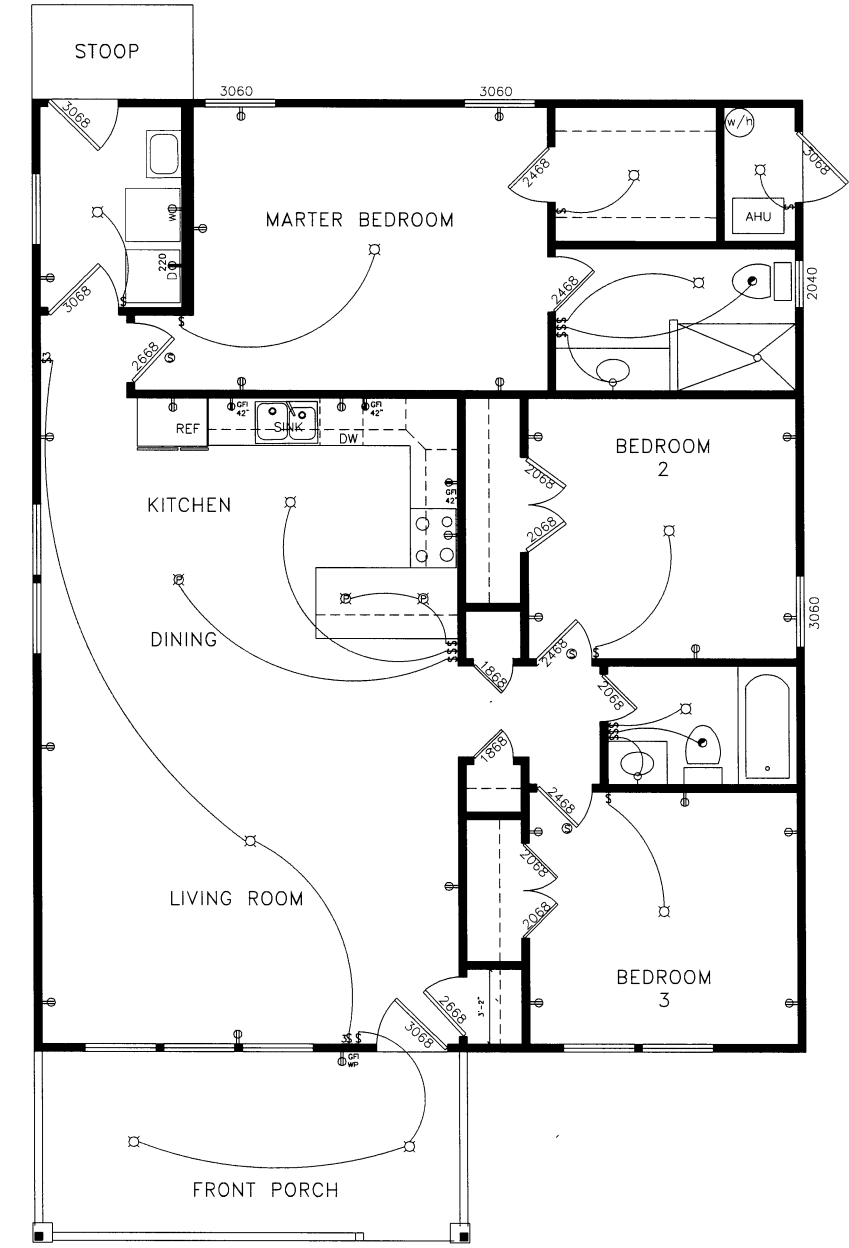 STOOP
3060
3060
3068
w/h
3068
2468
W
MARTER BEDROOM
AHU
220
D
3068
2468
2040
$
$
2668
S
$
$
$
$3
GFI
42"
GFI
42"
REF
SINK
DW
BEDROOM
2
2068
GFI
42"
KITCHEN
2068
P
P
P
3060
DINING
$
$
$
2468
S
$
1868
2068
$$
$$
1868
2468
$
S
2068
LIVING ROOM
2068
BEDROOM
3
2668
3'-2"
3068
3$ $
GFI
WP
FRONT PORCH